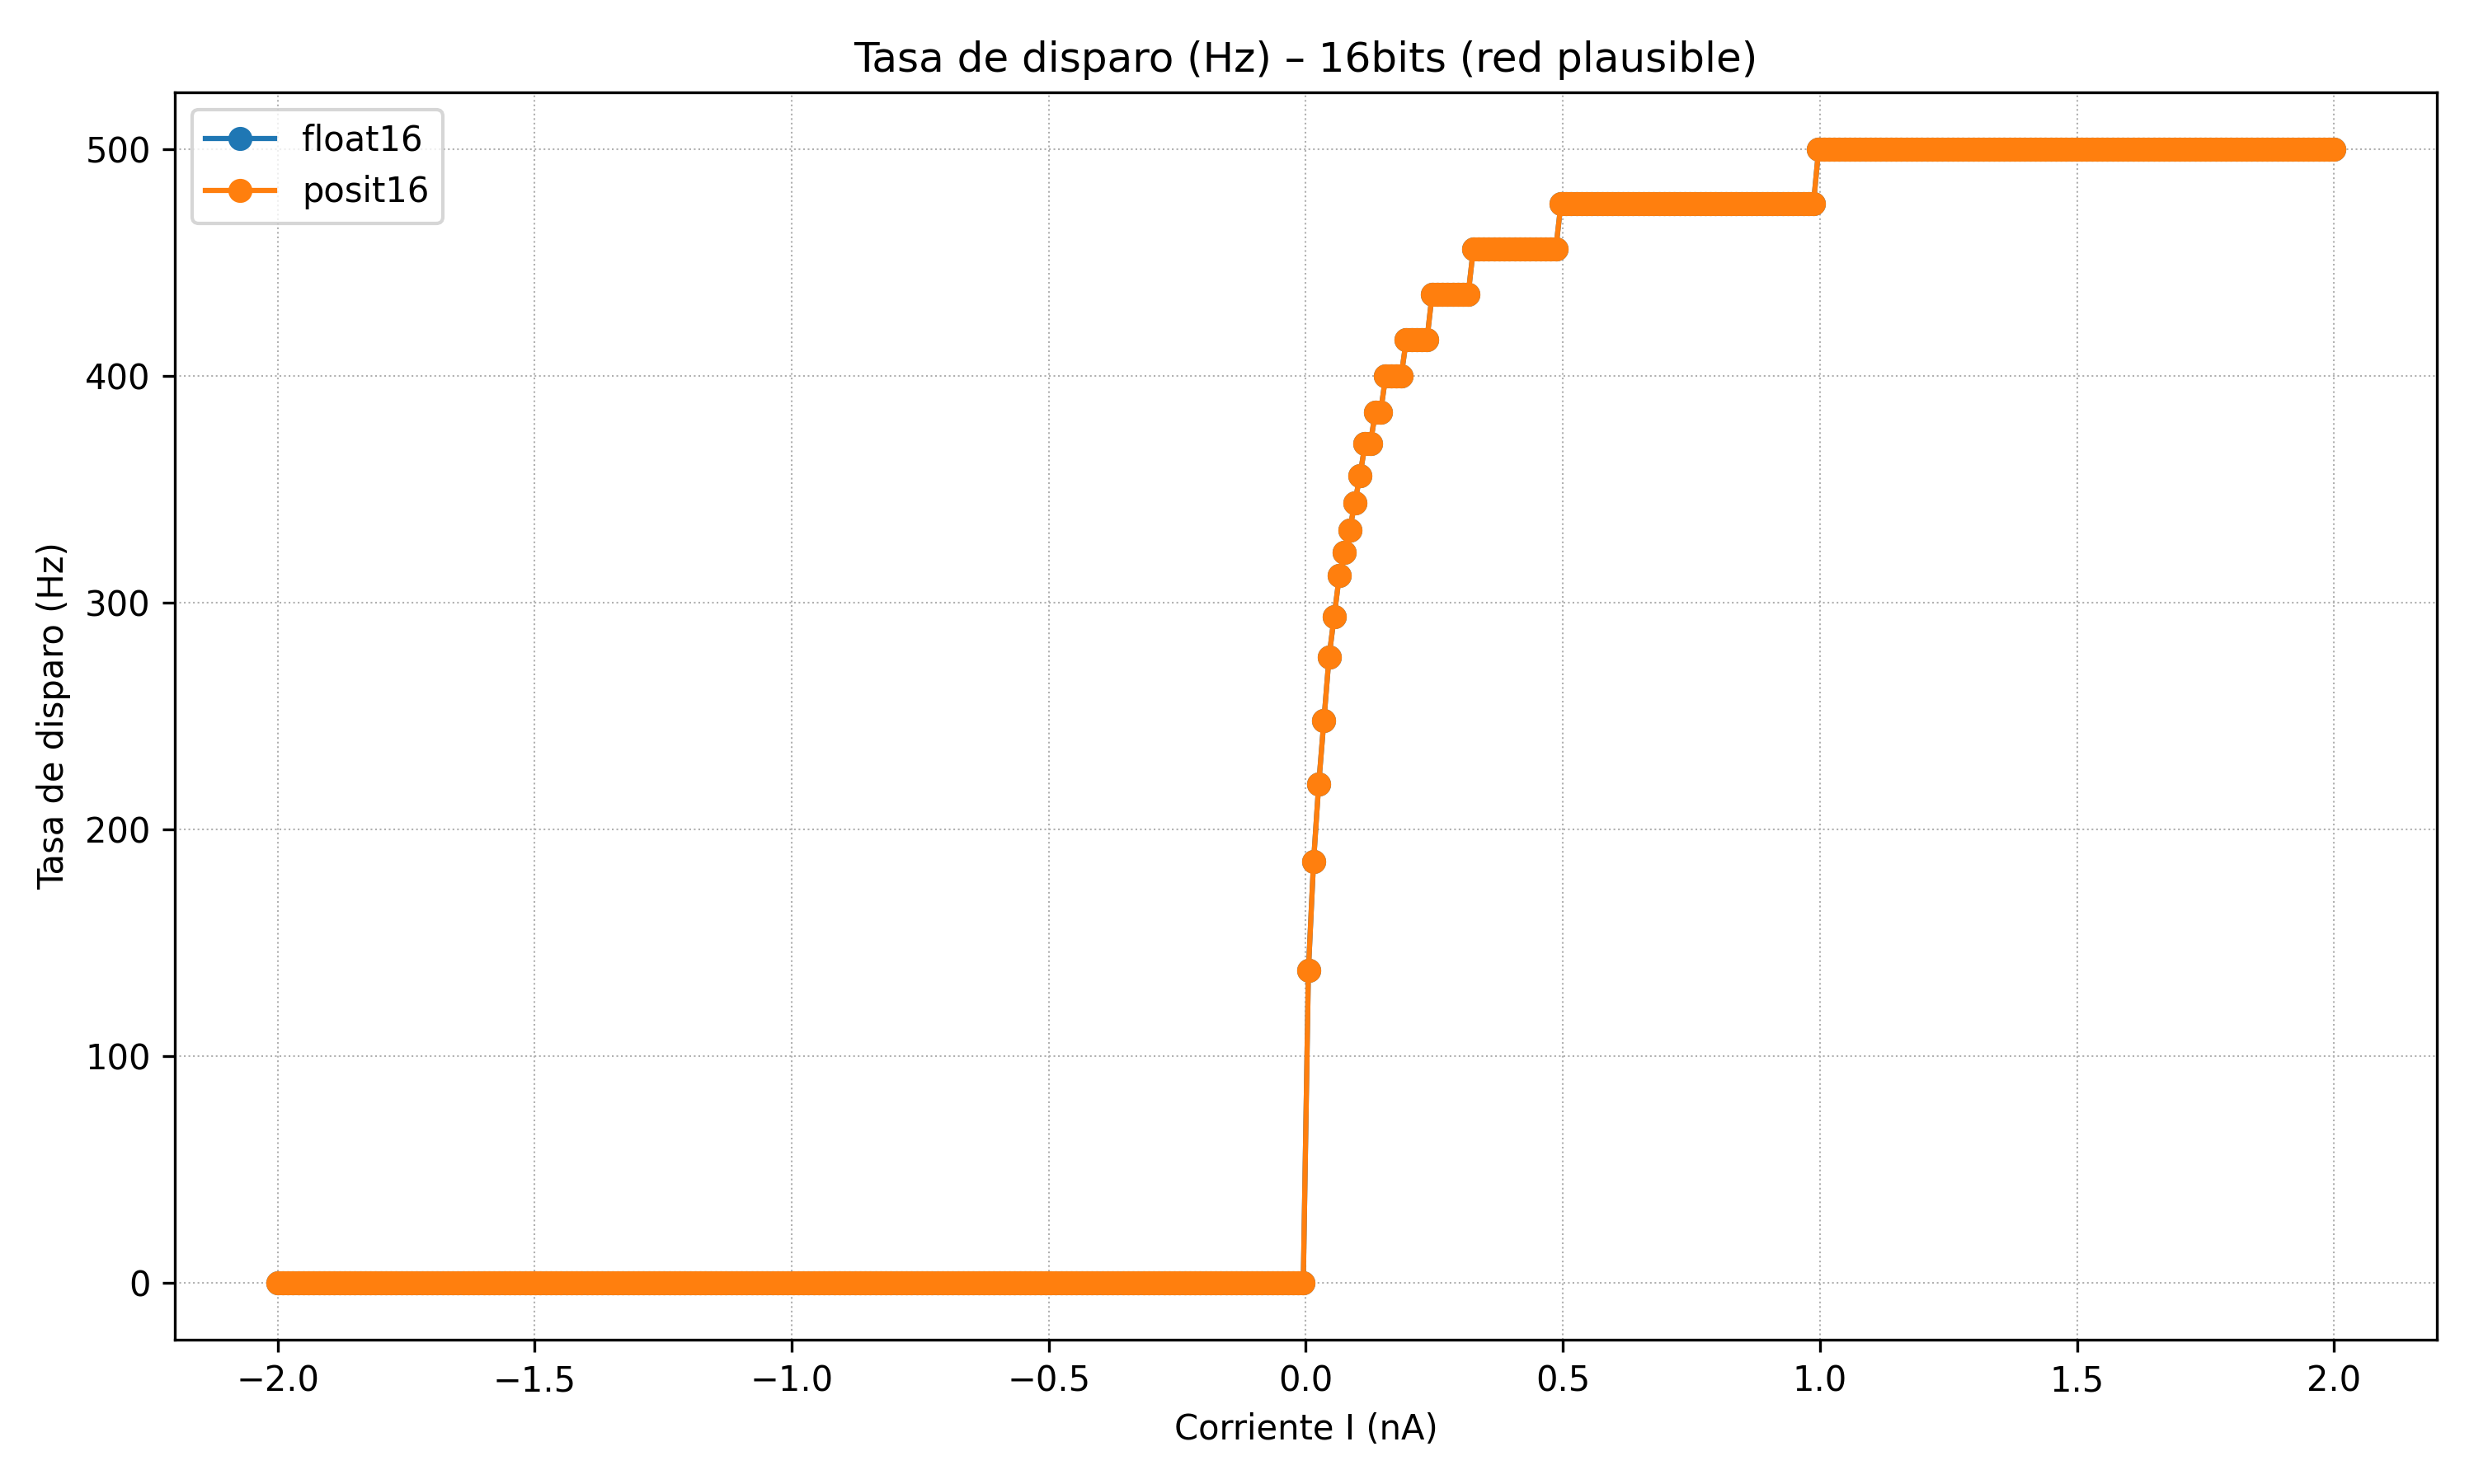 Tasa de disparo (Hz) – 16bits (red plausible)
float16
posit16
Tasa de disparo (Hz)
500
400
300
200
100
0
−2.0 −1.5 −1.0 −0.5 0.0 0.5 1.0 1.5 2.0
Corriente I (nA)